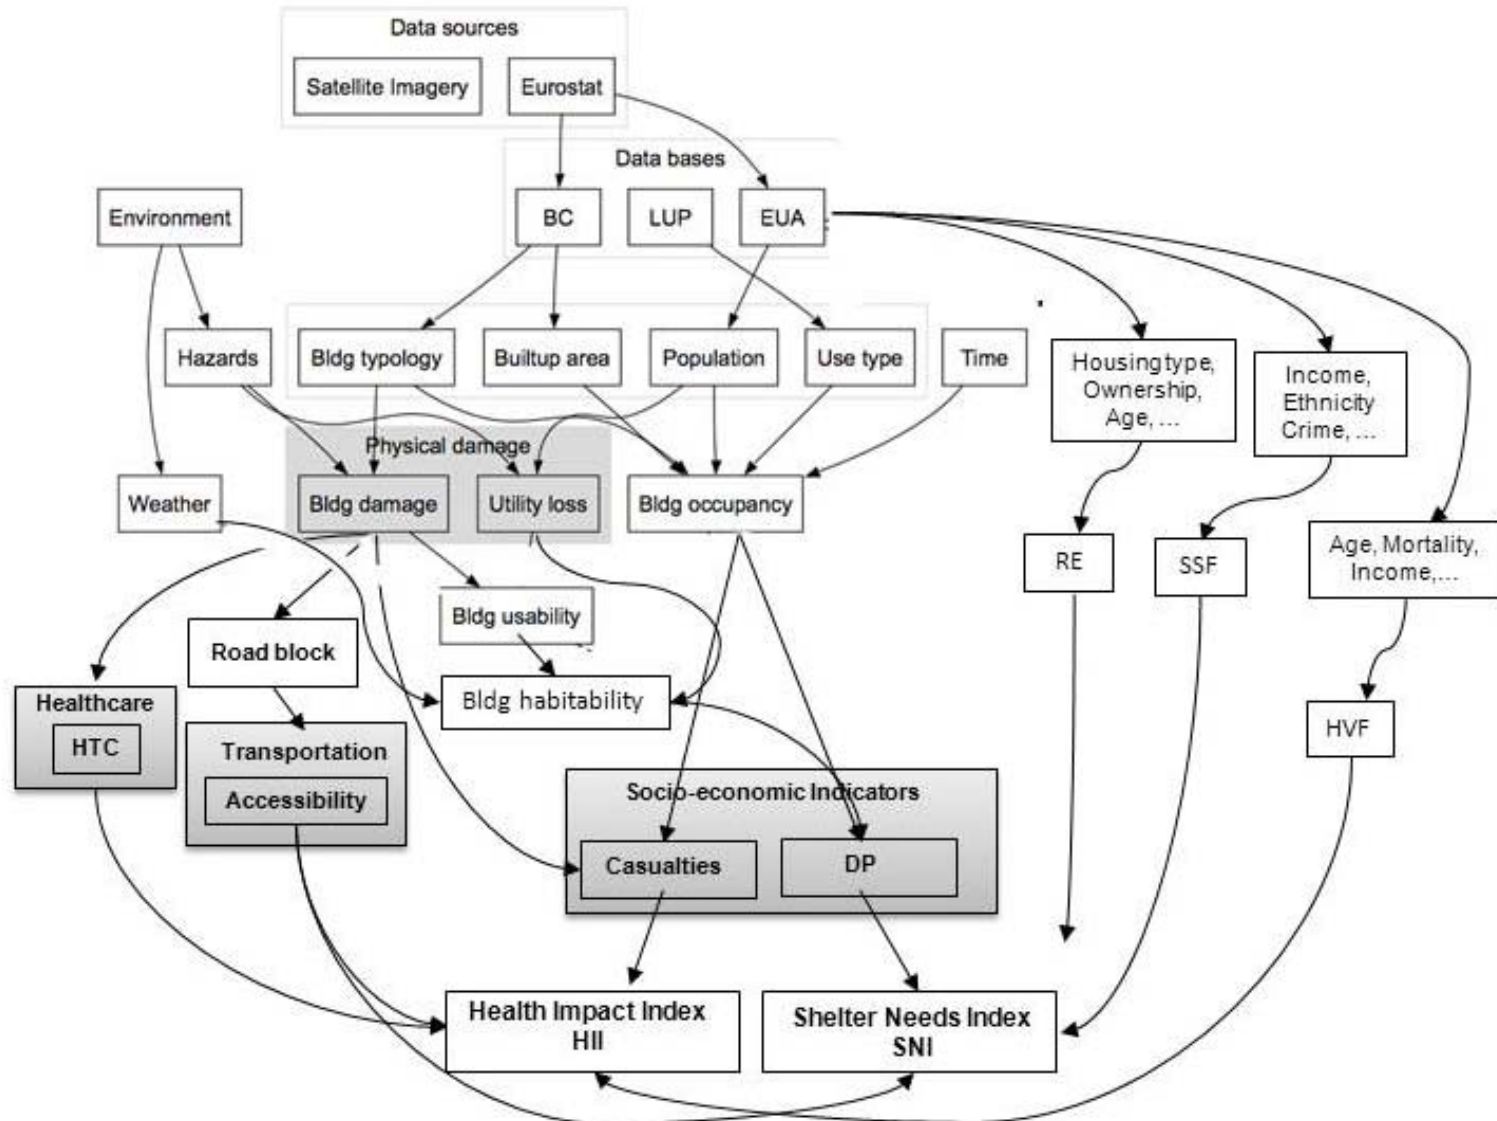 Data sources
Satellite Imagery
Eurostat
Data bases
Environment
BC
LUP
EUA
Hazards
Bldg typology
Builtup area
Population
Use type
Time
Housingtype,
Ownership,
Age, ...
Income,
Ethnicity
Crime, ...
Physical damage
Weather
Bldg damage
Utility loss
Bldg occupancy
RE
SSF
Age, Mortality,
Income,...
Bldg usability
Road block
Bldg habitability
Healthcare
HTC
HVF
Transportation
Accessibility
Socio-economic Indicators
Casualties
DP
Health Impact Index
HII
Shelter Needs Index
SNI